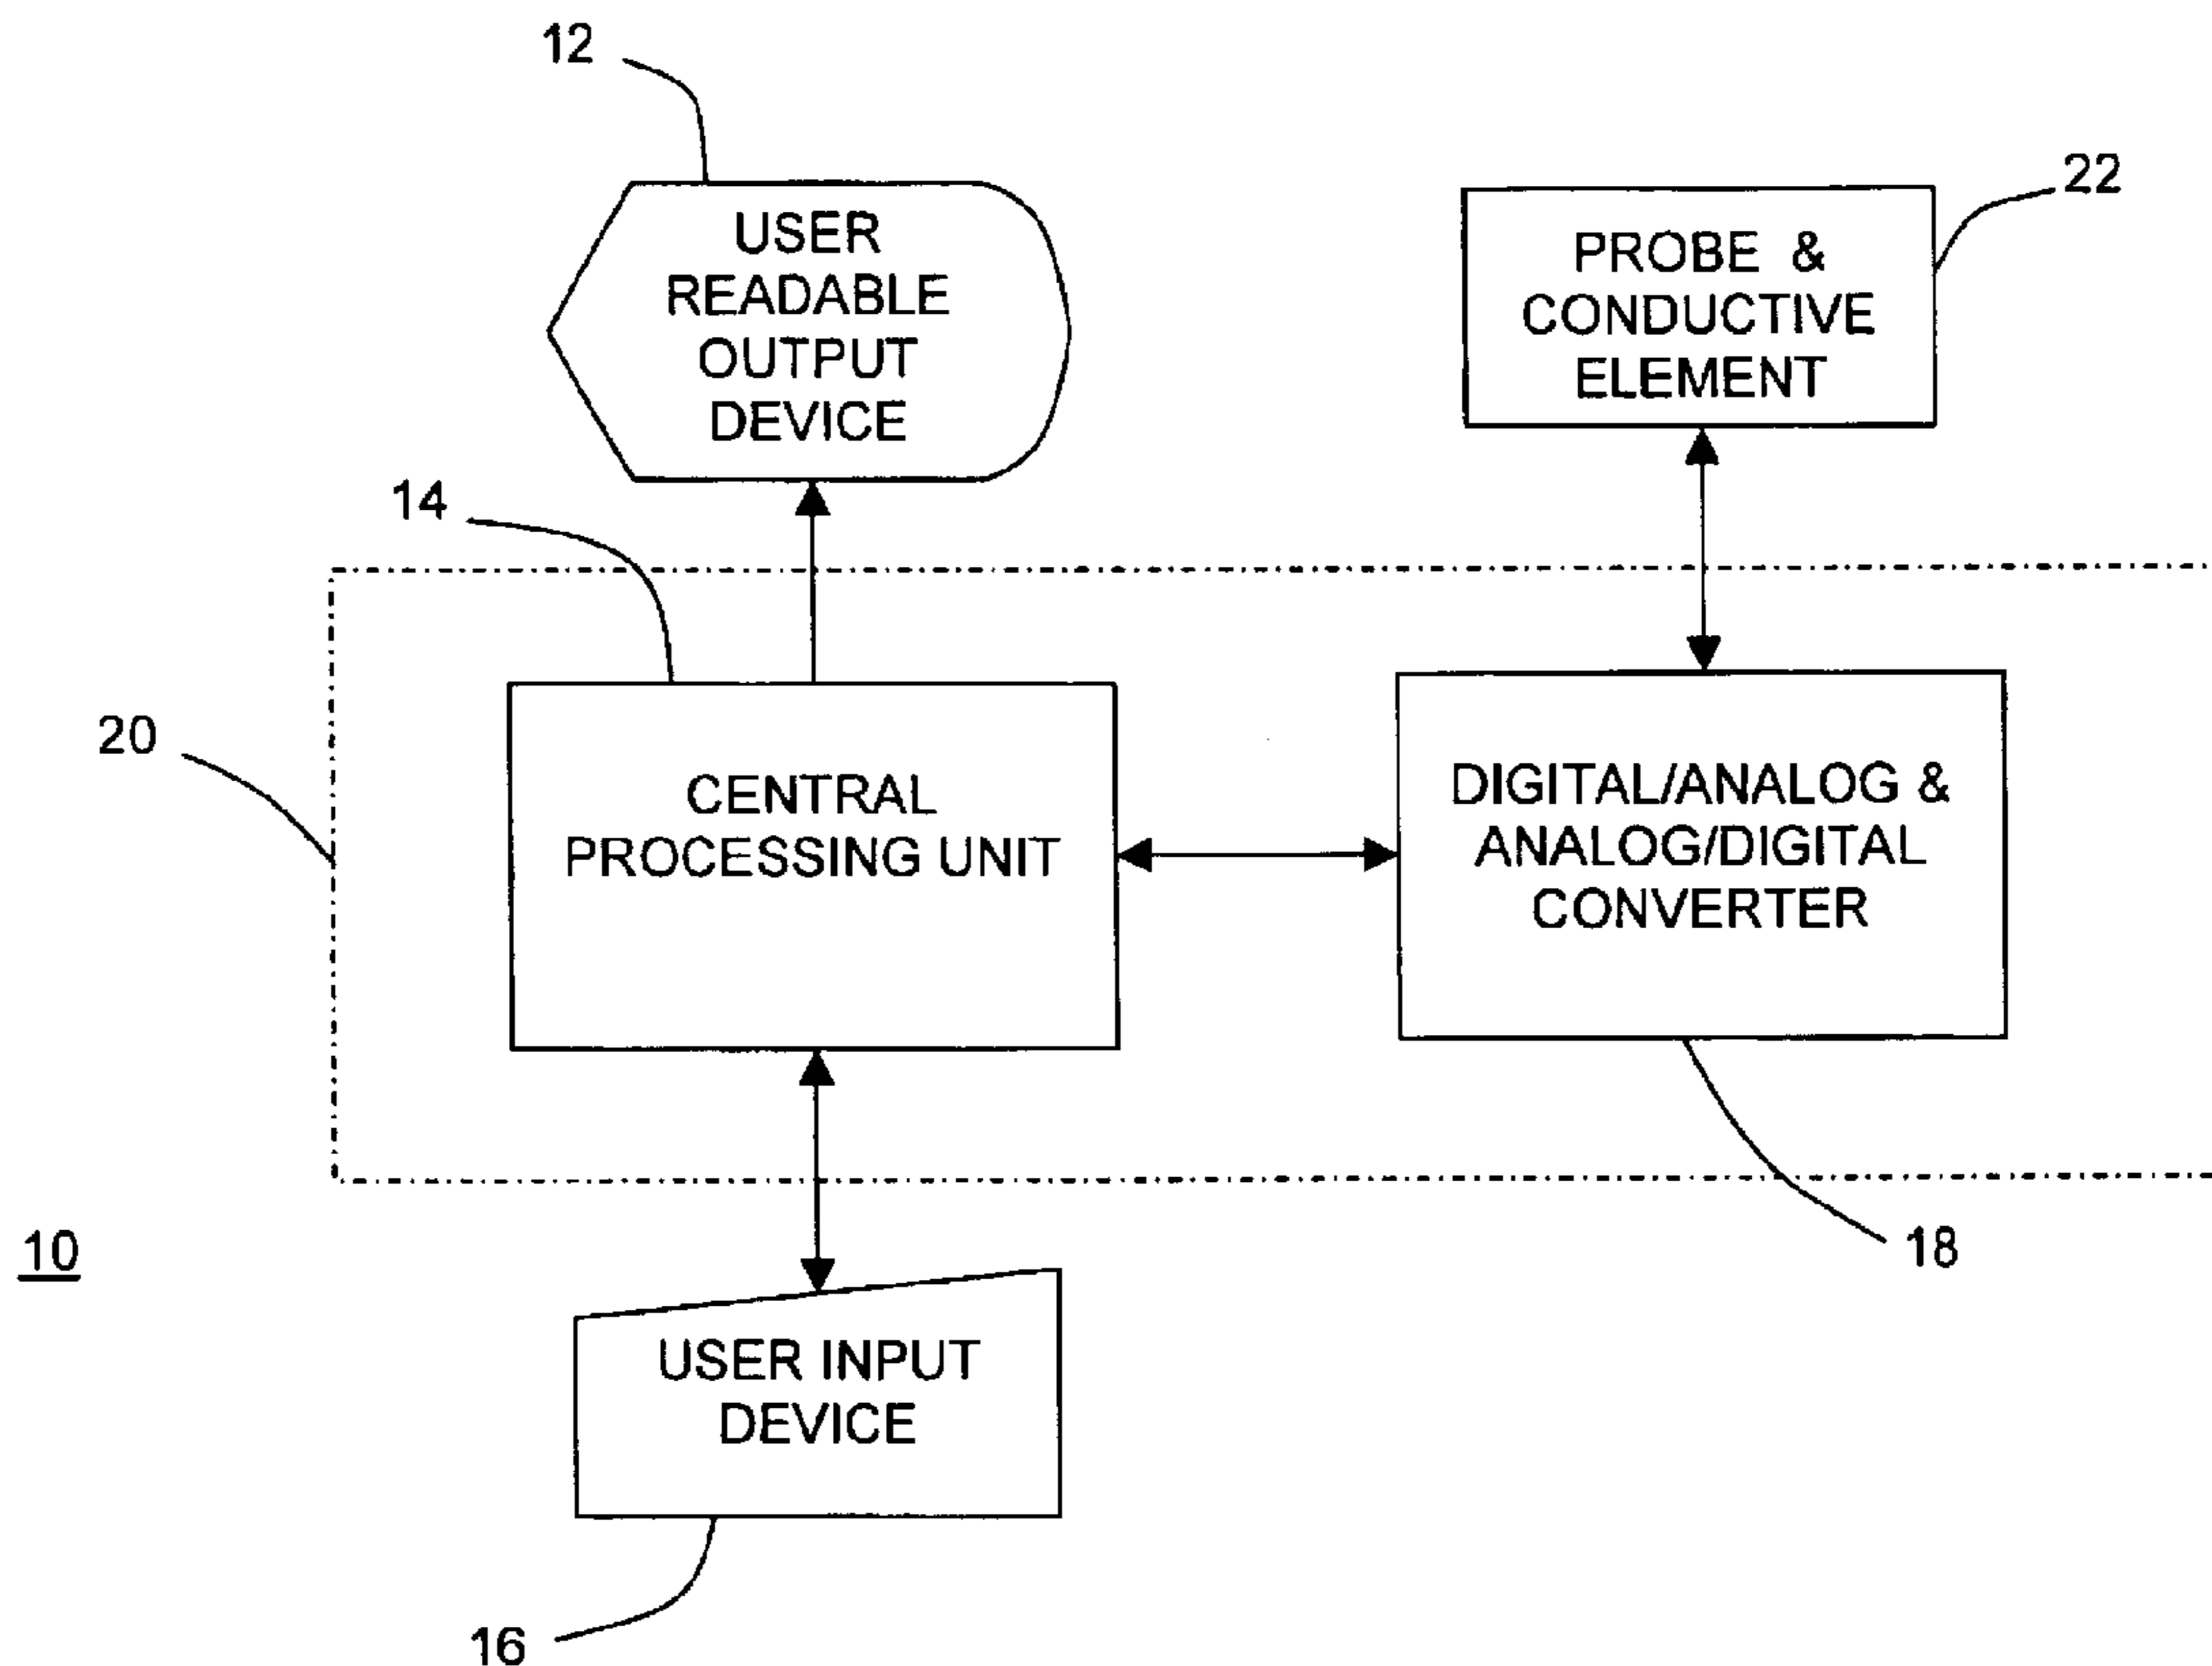 12
22
USER
READABLE
OUTPUT
DEVICE
PROBE &
CONDUCTIVE
ELEMENT
14
20
CENTRAL
PROCESSING UNIT
DIGITAL/ANALOG &
ANALOG/DIGITAL
CONVERTER
10
18
USER INPUT
DEVICE
16